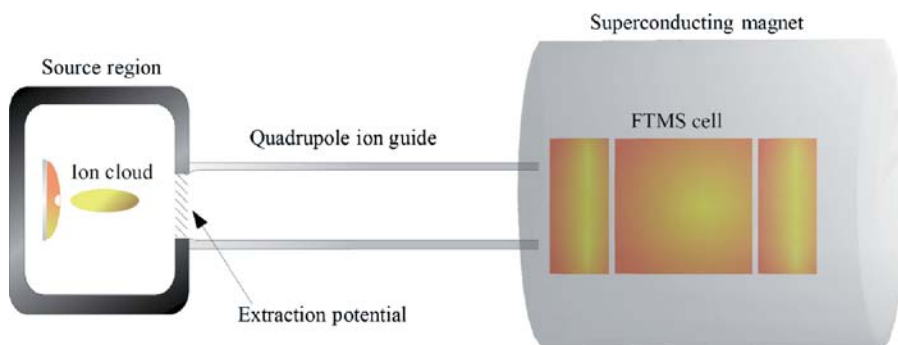 Superconducting magnet
Source region
FTMS cell
Quadrupole ion guide
Ion cloud
Extraction potential